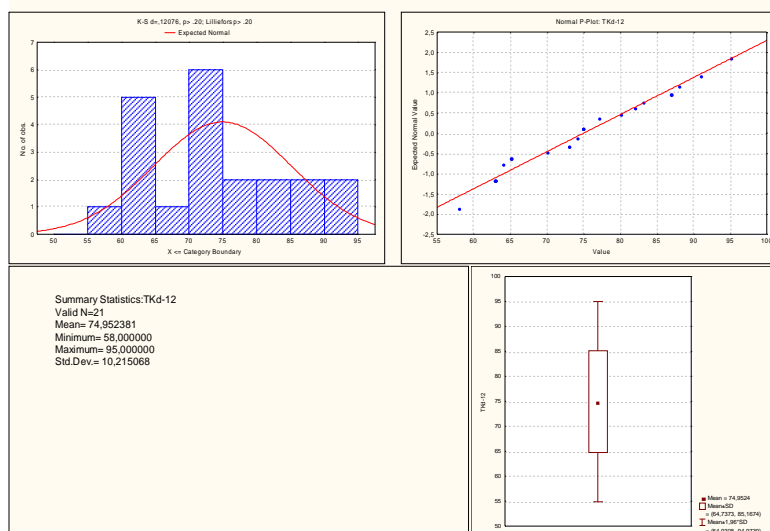 K-S d=,12076, p> .20; Lilliefors p> .20
Expected Normal
7
6
5
4
3
2
1
0
No. of obs.
50 55 60 65 70 75 80 85 90 95
X <= Category Boundary
Normal P-Plot: TKd-12
2,5
2,0
1,5
1,0
0,5
0,0
-0,5
-1,0
-1,5
-2,0
-2,5
Expected Normal Value
55 60 65 70 75 80 85 90 95 100
Value
Summary Statistics:TKd-12
Valid N=21
Mean= 74,952381
Minimum= 58,000000
Maximum= 95,000000
Std.Dev.= 10,215068
100
95
90
85
80
75
70
65
60
55
50
TKd-12
Mean = 74,9524
Mean±SD
= (64,7373, 85,1674)
Mean±1,96*SD